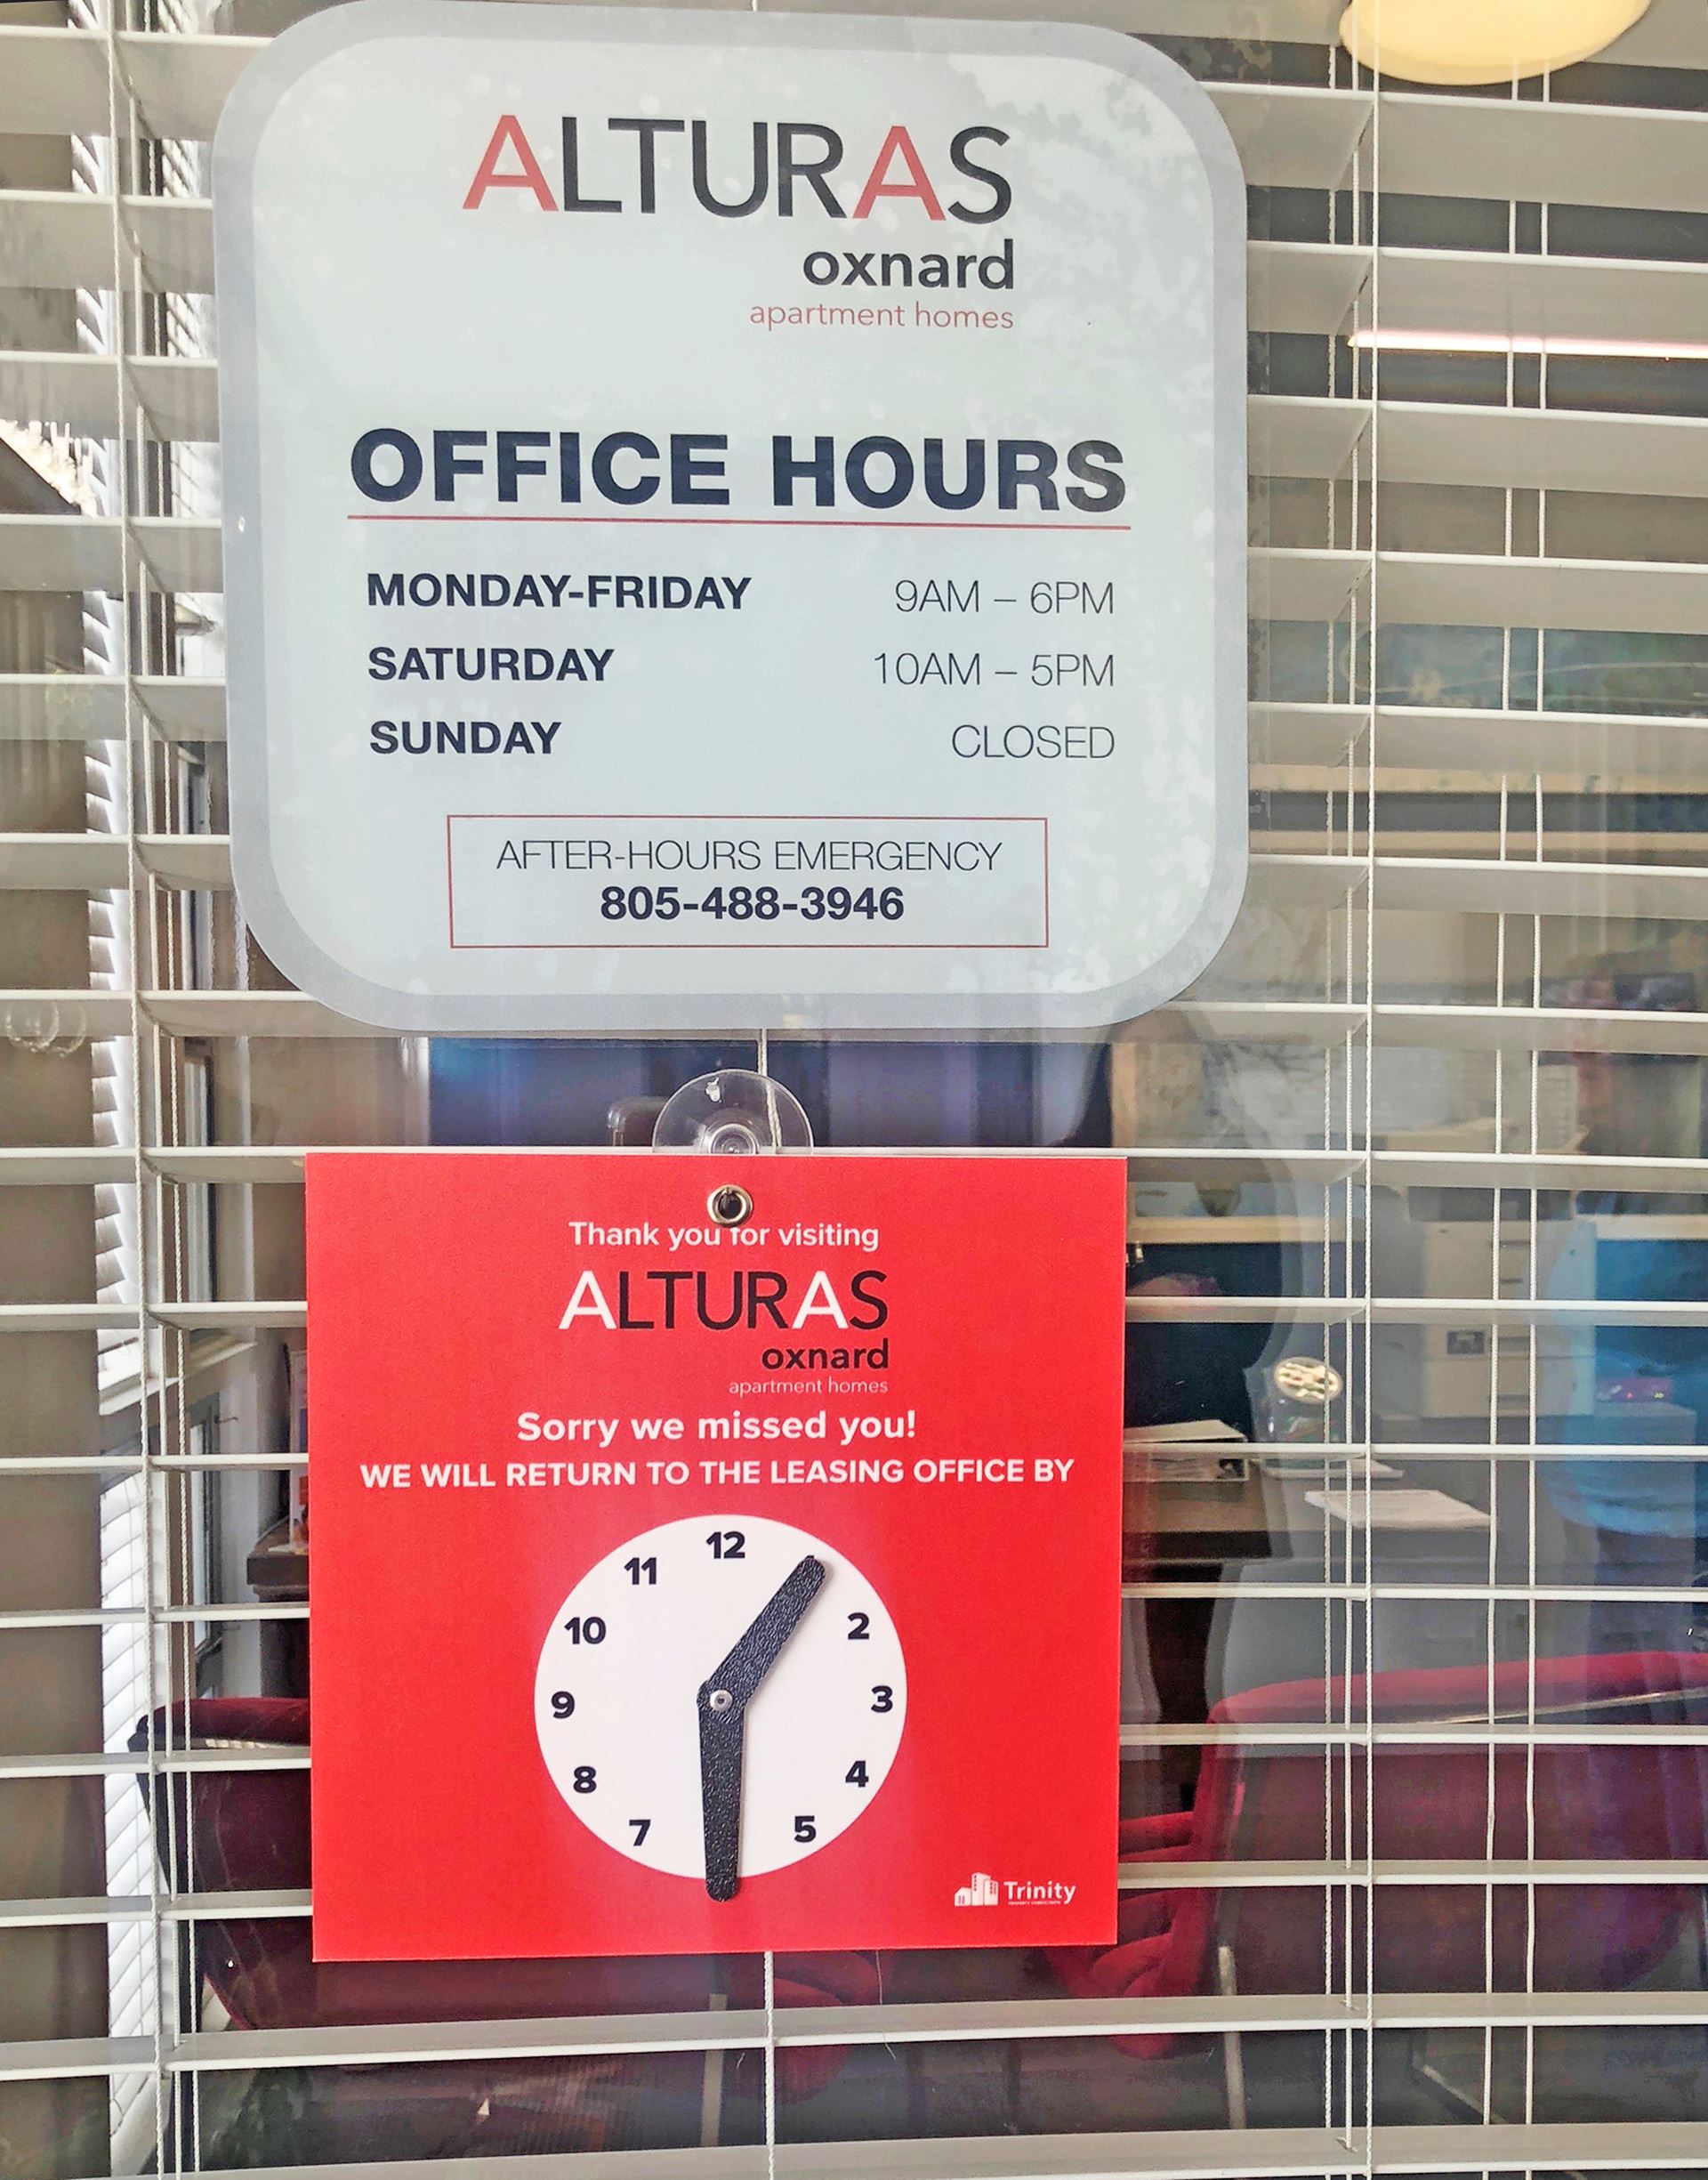 ALTURAS
oxnard
apartment homes
OFFICE HOURS
MONDAY-FRIDAY 9AM – 6PM
SATURDAY 10AM – 5PM
SUNDAY CLOSED
AFTER-HOURS EMERGENCY
805-488-3946
Thank you for visiting
ALTURAS
oxnard
apartment homes
Sorry we missed you!
WE WILL RETURN TO THE LEASING OFFICE BY
12
11
10
2
9
3
8
4
7
5
Trinity